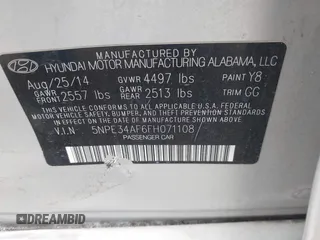 MANUFACTURED BY
HYUNDAI MOTOR MANUFACTURING ALABAMA, LLC
Aug/25/14 GVWR 4497 lbs PAINT Y8
GAWR FRONT 2557 lbs GAWR REAR 2513 lbs TRIM GG
THIS VEHICLE CONFORMS TO ALL APPLICABLE FEDERAL MOTOR VEHICLE
SAFETY, BUMPER, AND THEFT PREVENTION STANDARDS IN
EFFECT ON THE DATE OF MANUFACTURE SHOWN ABOVE.
V.I.N. 5NPE34AF6FH071108
PASSENGER CAR